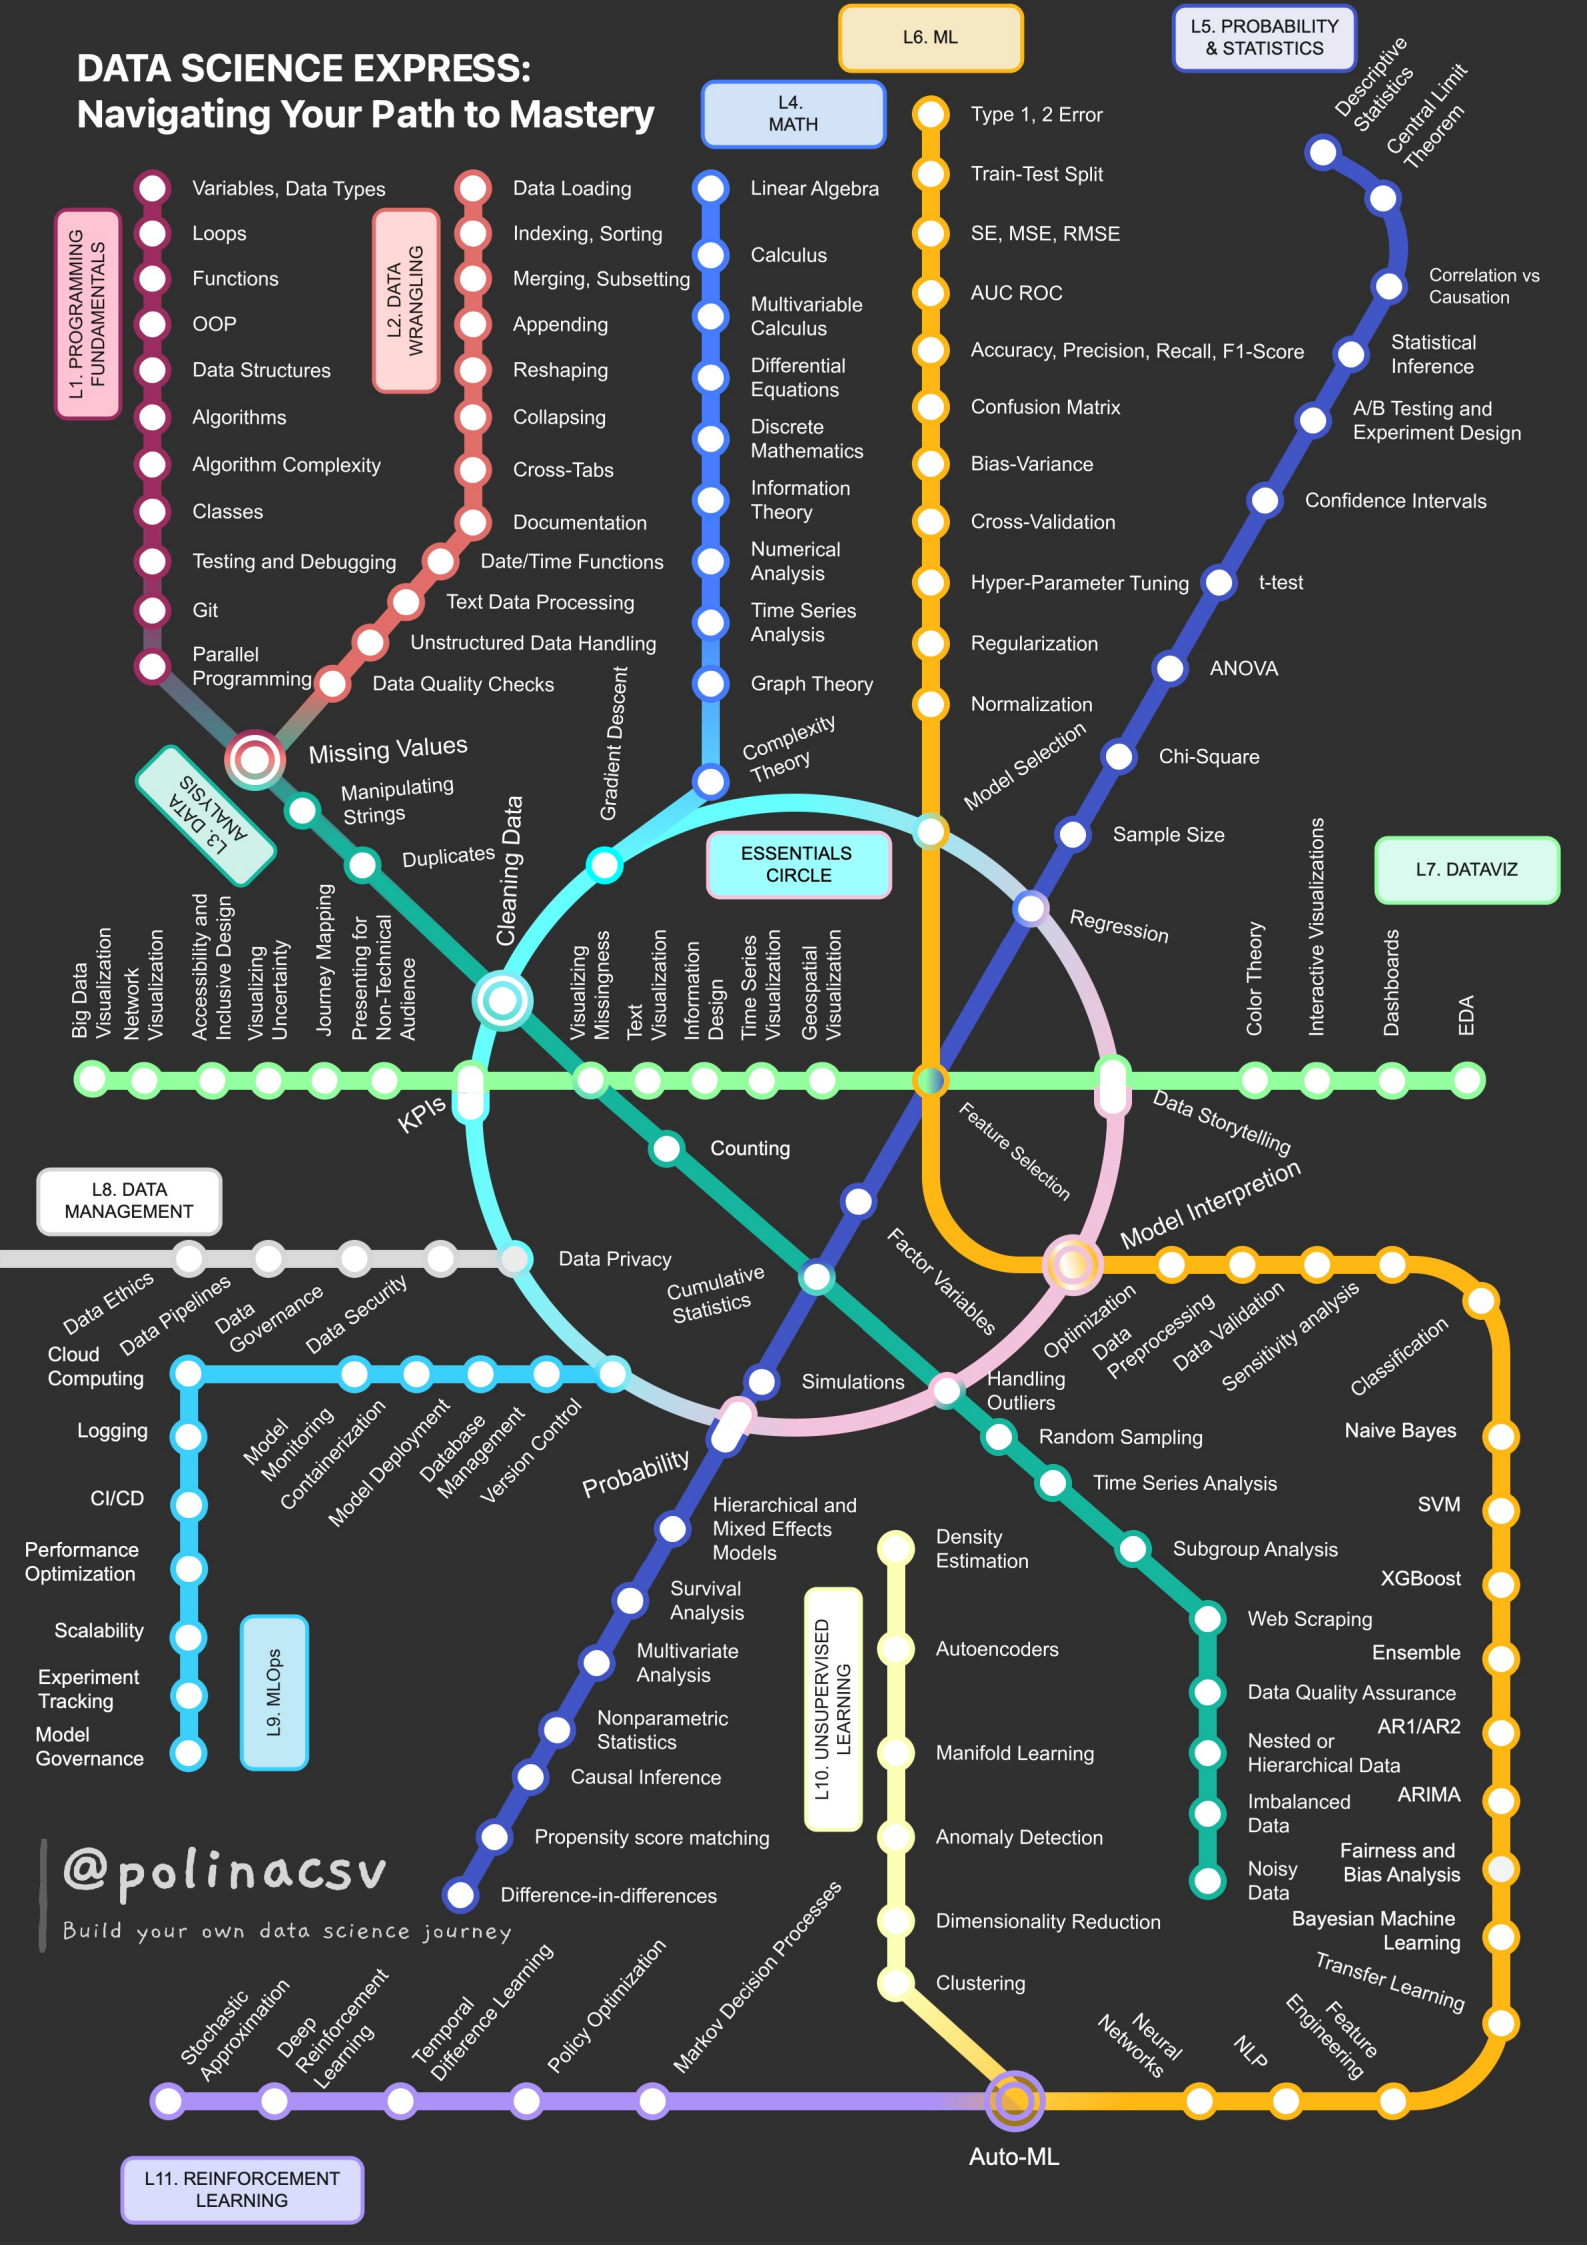 DATA SCIENCE EXPRESS:
Navigating Your Path to Mastery
L6. ML
L5. PROBABILITY
& STATISTICS
L4.
MATH
L1. PROGRAMMING
FUNDAMENTALS
Variables, Data Types
Loops
Functions
OOP
Data Structures
Algorithms
Algorithm Complexity
Classes
Testing and Debugging
Git
Parallel
Programming
L2. DATA
WRANGLING
Data Loading
Indexing, Sorting
Merging, Subsetting
Appending
Reshaping
Collapsing
Cross-Tabs
Documentation
Date/Time Functions
Text Data Processing
Unstructured Data Handling
Data Quality Checks
Linear Algebra
Calculus
Multivariable
Calculus
Differential
Equations
Discrete
Mathematics
Information
Theory
Numerical
Analysis
Time Series
Analysis
Graph Theory
Complexity
Theory
Gradient Descent
Type 1, 2 Error
Train-Test Split
SE, MSE, RMSE
AUC ROC
Accuracy, Precision, Recall, F1-Score
Confusion Matrix
Bias-Variance
Cross-Validation
Hyper-Parameter Tuning
Regularization
Normalization
Model Selection
Descriptive
Statistics
Central Limit
Theorem
Correlation vs
Causation
Statistical
Inference
A/B Testing and
Experiment Design
Confidence Intervals
t-test
ANOVA
Chi-Square
Sample Size
Regression
L3. DATA
ANALYSIS
Missing Values
Manipulating
Strings
Duplicates
Cleaning Data
ESSENTIALS
CIRCLE
L7. DATAVIZ
Big Data
Visualization
Network
Visualization
Accessibility and
Inclusive Design
Visualizing
Uncertainty
Journey Mapping
Presenting for
Non-Technical
Audience
KPIs
Visualizing
Missingness
Text
Visualization
Information
Design
Time Series
Visualization
Geospatial
Visualization
Feature Selection
Data Storytelling
Color Theory
Interactive Visualizations
Dashboards
EDA
Counting
Factor Variables
Cumulative
Statistics
Simulations
Handling
Outliers
Random Sampling
Time Series Analysis
Subgroup Analysis
Web Scraping
Data Quality Assurance
Nested or
Hierarchical Data
Imbalanced
Data
Noisy
Data
L8. DATA
MANAGEMENT
Data Ethics
Data Pipelines
Data
Governance
Data Security
Data Privacy
Cloud
Computing
Logging
CI/CD
Performance
Optimization
Scalability
Experiment
Tracking
Model
Governance
L9. MLOps
Model
Monitoring
Containerization
Model Deployment
Database
Management
Version Control
Probability
Hierarchical and
Mixed Effects
Models
Survival
Analysis
Multivariate
Analysis
Nonparametric
Statistics
Causal Inference
Propensity score matching
Difference-in-differences
Model Interpretion
Optimization
Data
Preprocessing
Data Validation
Sensitivity analysis
Classification
Naive Bayes
SVM
XGBoost
Ensemble
AR1/AR2
ARIMA
Fairness and
Bias Analysis
Bayesian Machine
Learning
Transfer Learning
Feature
Engineering
NLP
Neural
Networks
Auto-ML
L10. UNSUPERVISED
LEARNING
Density
Estimation
Autoencoders
Manifold Learning
Anomaly Detection
Dimensionality Reduction
Clustering
@polinacsv
Build your own data science journey
Stochastic
Approximation
Deep
Reinforcement
Learning
Temporal
Difference Learning
Policy Optimization
Markov Decision Processes
L11. REINFORCEMENT
LEARNING